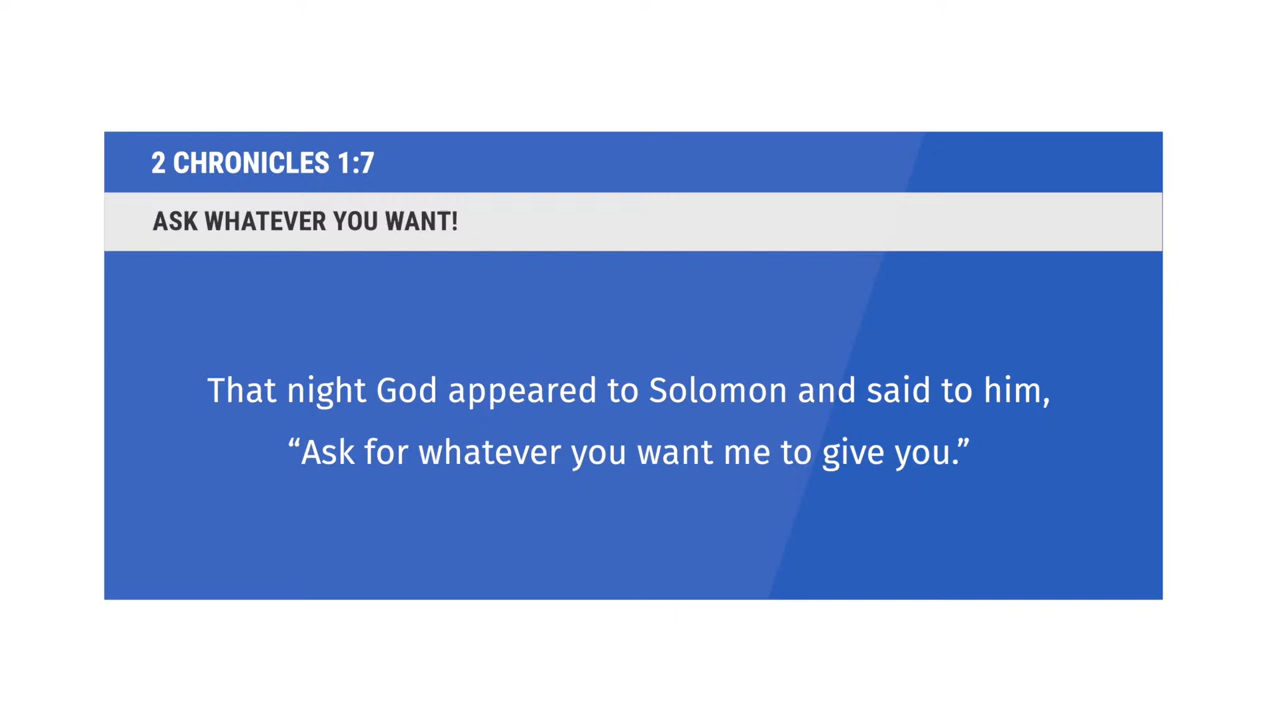 2 CHRONICLES 1:7
ASK WHATEVER YOU WANT!
That night God appeared to Solomon and said to him,
“Ask for whatever you want me to give you.”